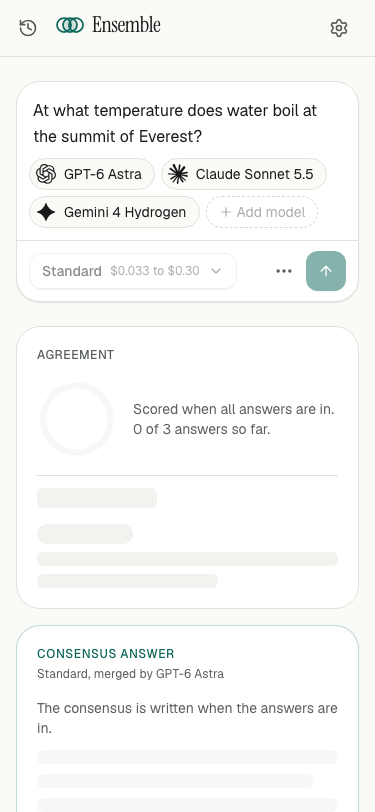 Ensemble
At what temperature does water boil at
the summit of Everest?
GPT-6 Astra
Claude Sonnet 5.5
Gemini 4 Hydrogen
+ Add model
Standard $0.033 to $0.30
AGREEMENT
Scored when all answers are in.
0 of 3 answers so far.
CONSENSUS ANSWER
Standard, merged by GPT-6 Astra
The consensus is written when the answers are
in.